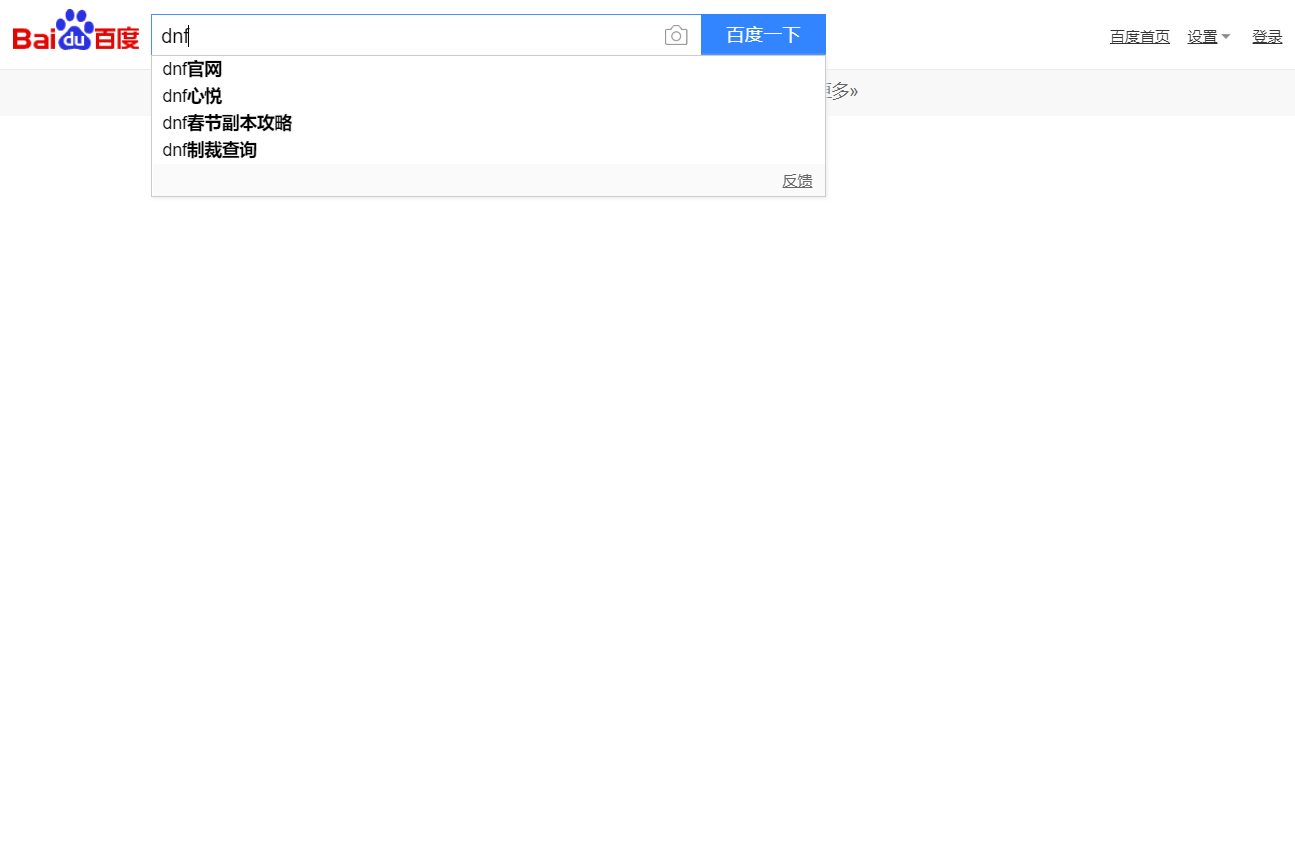 Bai du 百度
dnf
百度一下
百度首页 设置 登录
dnf官网
更多»
dnf心悦
dnf春节副本攻略
dnf制裁查询
反馈